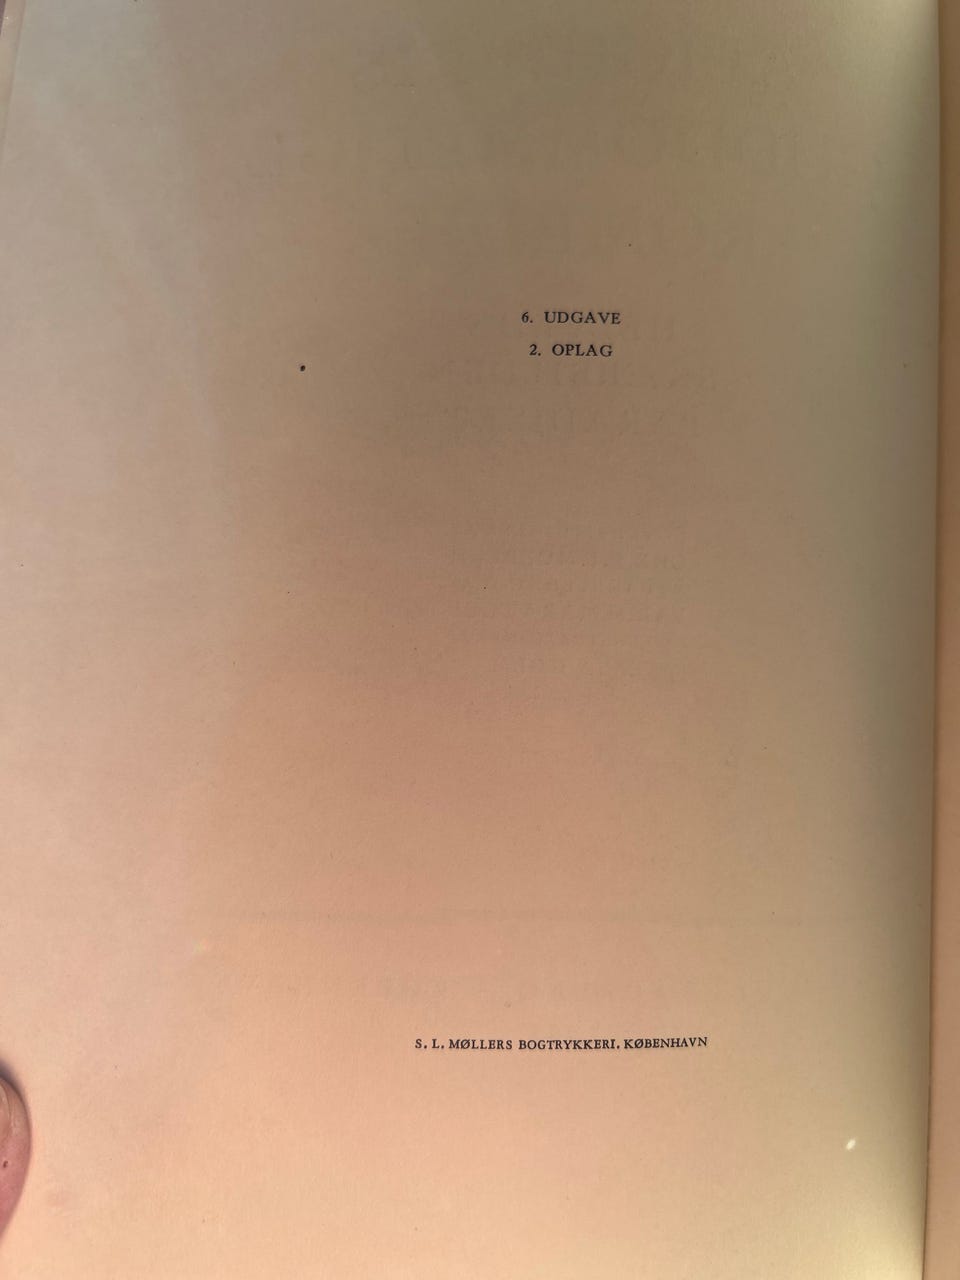 6. UDGAVE
2. OPLAG
S. L. MØLLERS BOGTRYKKERI. KØBENHAVN